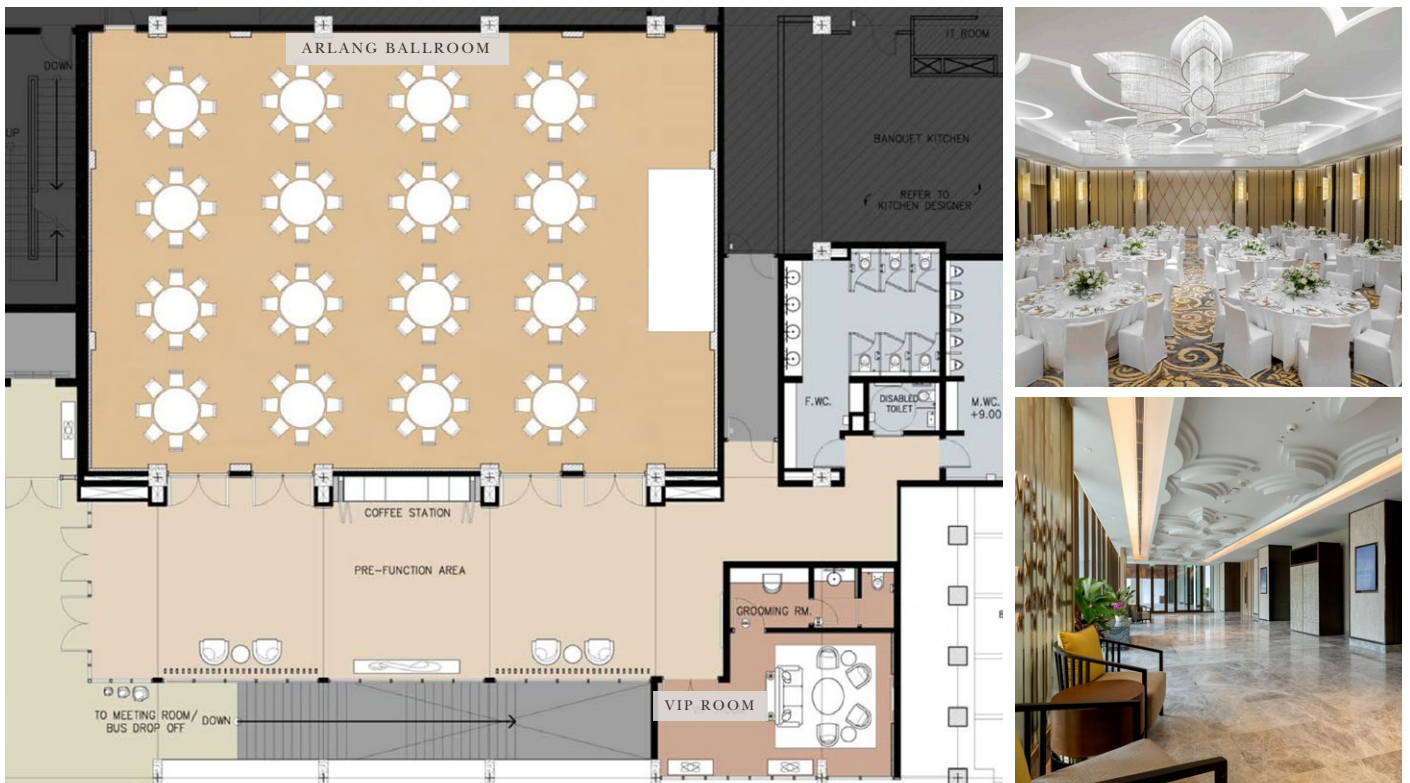 ARLANG BALLROOM
IT ROOM
DOWN
UP
BANQUET KITCHEN
REFER TO
KITCHEN DESIGNER
F.WC.
DISABLED
TOILET
M.WC.
+9.00
COFFEE STATION
PRE-FUNCTION AREA
GROOMING RM.
VIP ROOM
TO MEETING ROOM/
BUS DROP OFF
DOWN